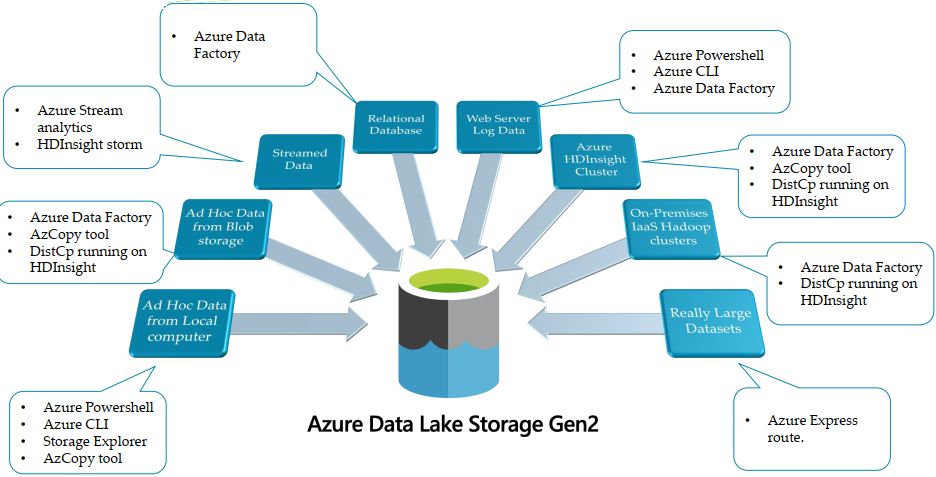 • Azure Data
Factory
• Azure Powershell
• Azure CLI
• Azure Data Factory
• Azure Stream
analytics
• HDInsight storm
Relational
Database
Web Server
Log Data
Streamed
Data
Azure
HDInsight
Cluster
• Azure Data Factory
• AzCopy tool
• DistCp running on
HDInsight
• Azure Data Factory
• AzCopy tool
• DistCp running on
HDInsight
Ad Hoc Data
from Blob
storage
On-Premises
IaaS Hadoop
clusters
• Azure Data Factory
• DistCp running on
HDInsight
Ad Hoc Data
from Local
computer
Really Large
Datasets
• Azure Powershell
• Azure CLI
• Storage Explorer
• AzCopy tool
Azure Data Lake Storage Gen2
• Azure Express
route.